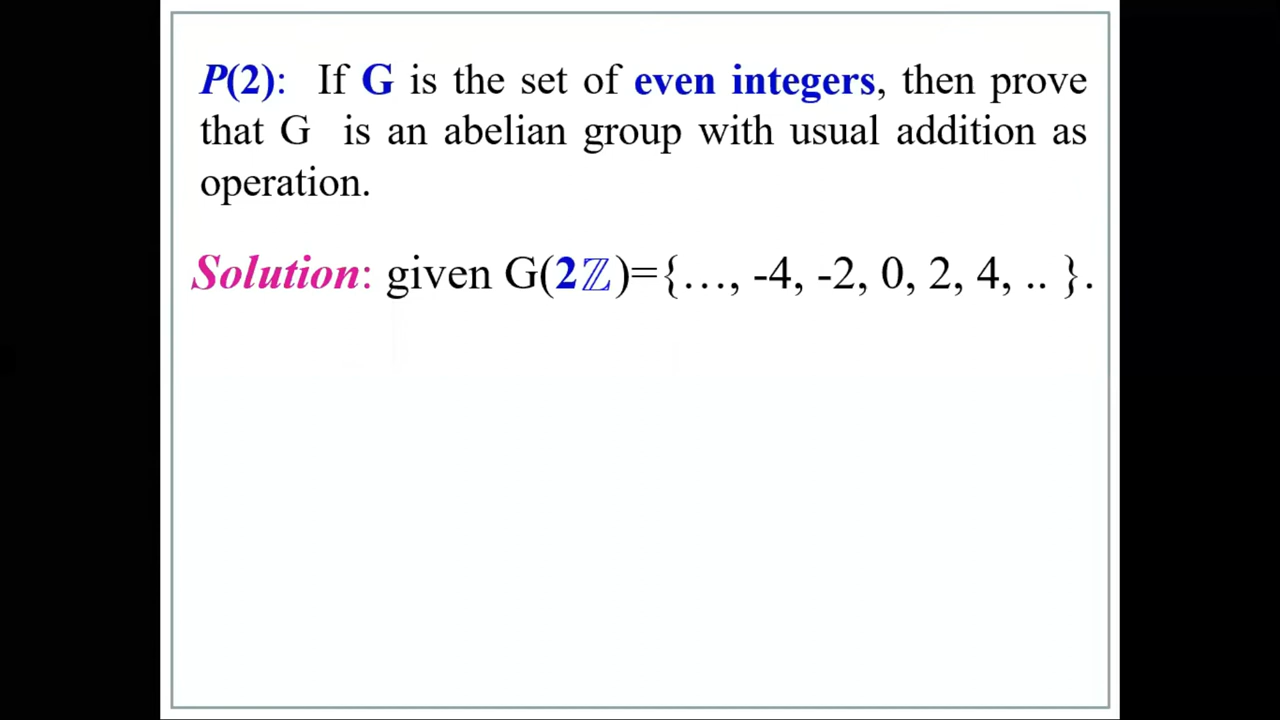 P(2): If G is the set of even integers, then prove
that G is an abelian group with usual addition as
operation.
Solution: given G(2ℤ)={…, -4, -2, 0, 2, 4, .. }.